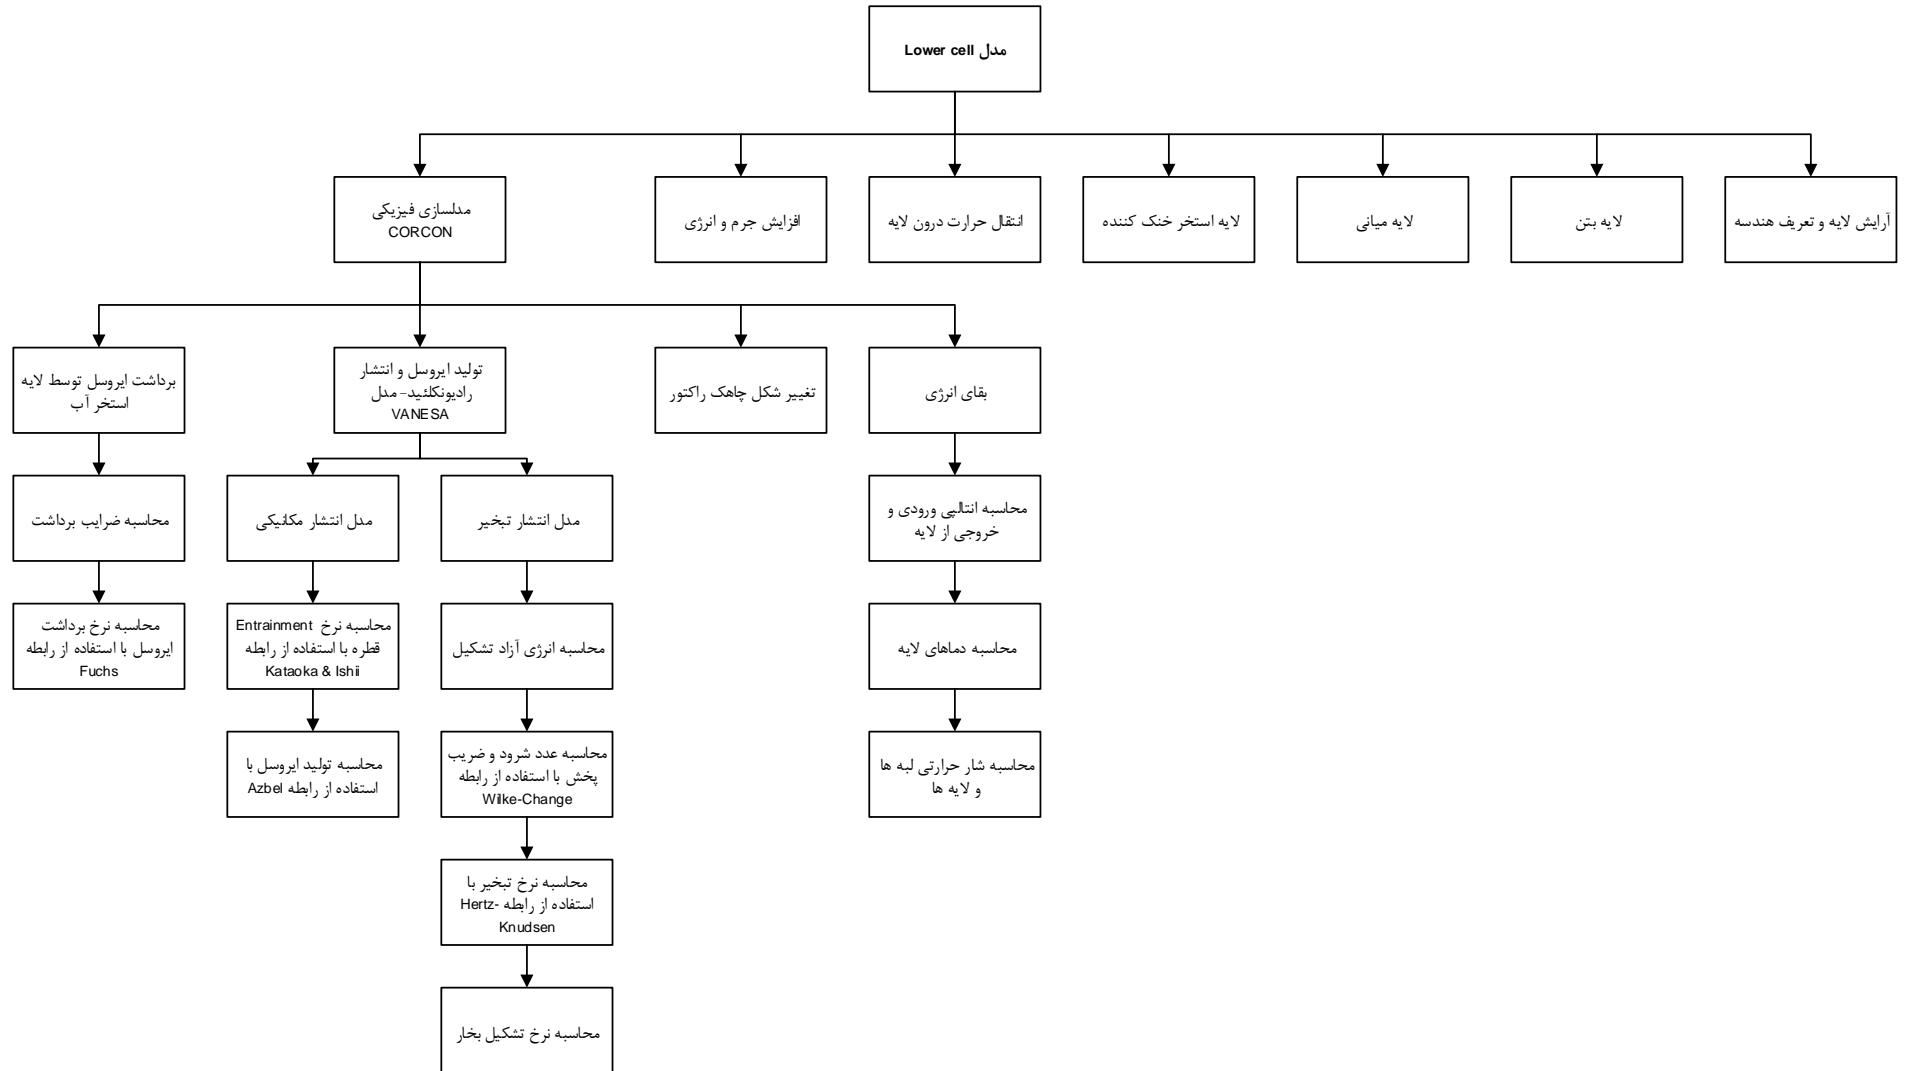 مدل Lower cell
آرایش لایه و تعریف هندسه
لایه بتن
لایه میانی
لایه استخر خنک کننده
انتقال حرارت درون لایه
افزایش جرم و انرژی
مدلسازی فیزیکی
CORCON
بقای انرژی
تغییر شکل چاهک راکتور
تولید ایروسل و انتشار
رادیونکلئید- مدل
VANESA
برداشت ایروسل توسط لایه
استخر آب
محاسبه انتالپی ورودی و
خروجی از لایه
مدل انتشار تبخیر
مدل انتشار مکانیکی
محاسبه ضرایب برداشت
محاسبه دماهای لایه
محاسبه انرژی آزاد تشکیل
محاسبه نرخ Entrainment
قطره با استفاده از رابطه
Kataoka & Ishii
محاسبه نرخ برداشت
ایروسل با استفاده از رابطه
Fuchs
محاسبه شار حرارتی لبه ها
و لایه ها
محاسبه عدد شرود و ضریب
پخش با استفاده از رابطه
Wilke-Change
محاسبه تولید ایروسل با
استفاده از رابطه Azbel
محاسبه نرخ تبخیر با
استفاده از رابطه Hertz-
Knudsen
محاسبه نرخ تشکیل بخار